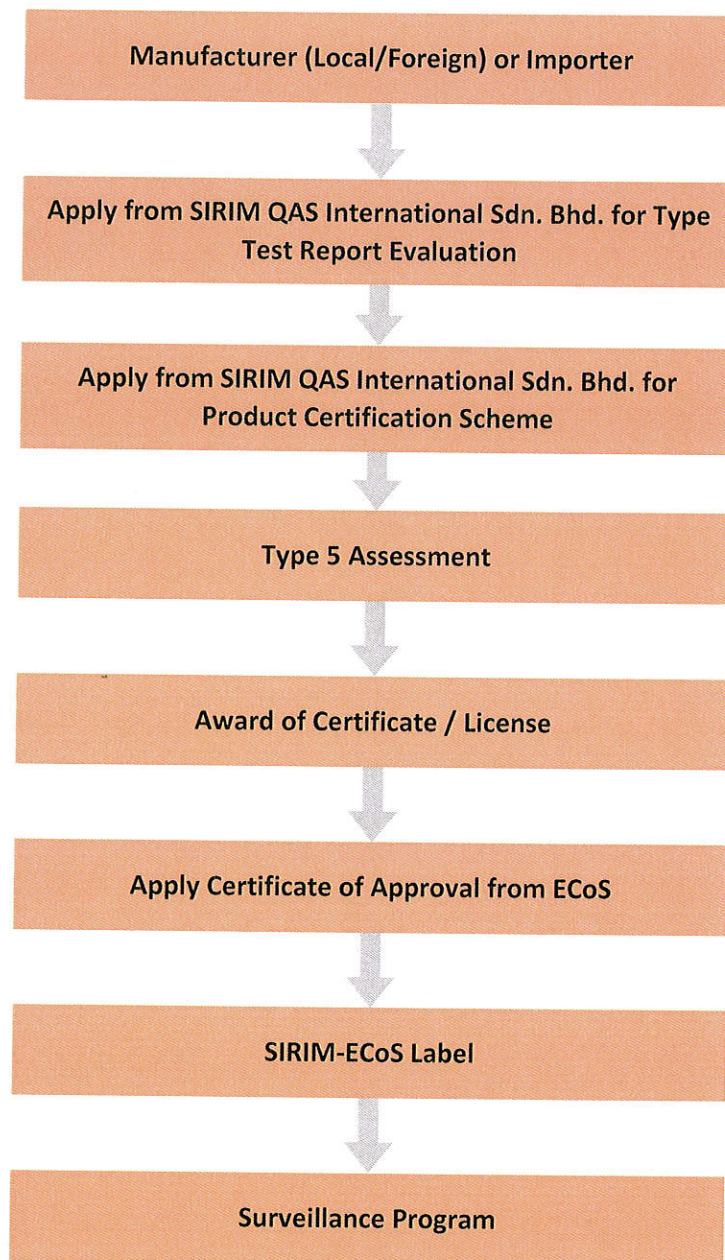 Manufacturer (Local/Foreign) or Importer
Apply from SIRIM QAS International Sdn. Bhd. for Type
Test Report Evaluation
Apply from SIRIM QAS International Sdn. Bhd. for
Product Certification Scheme
Type 5 Assessment
Award of Certificate / License
Apply Certificate of Approval from ECoS
SIRIM-ECoS Label
Surveillance Program